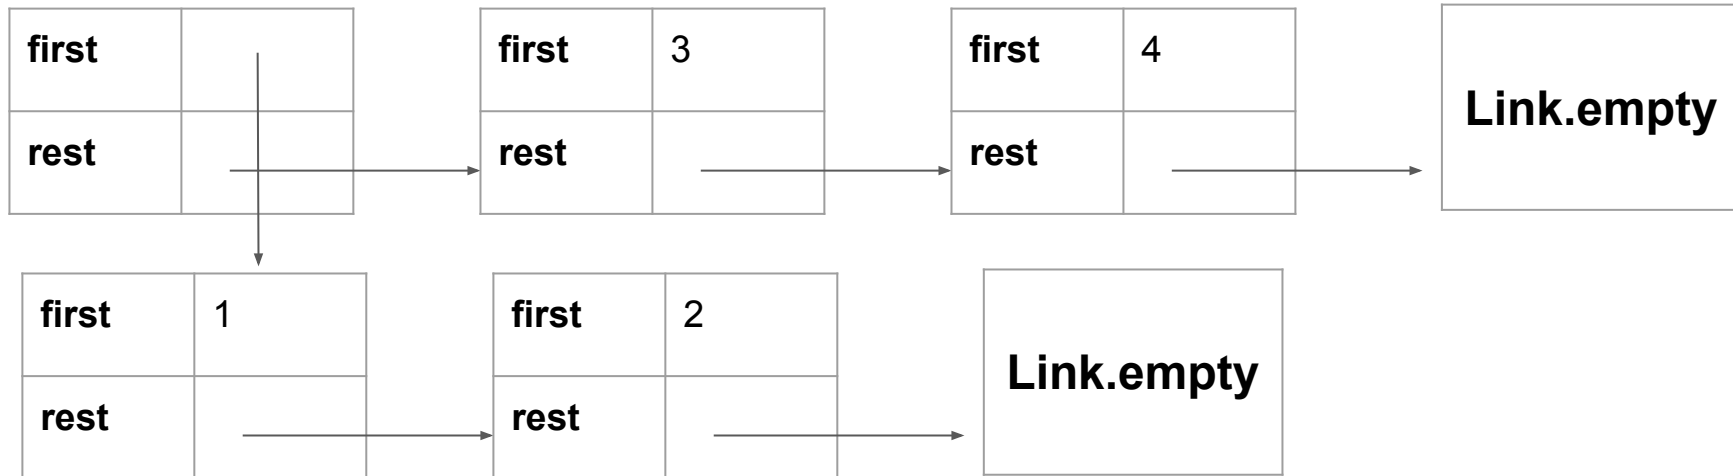 first
first 3
first 4
Link.empty
rest
rest
rest
first 1
first 2
Link.empty
rest
rest